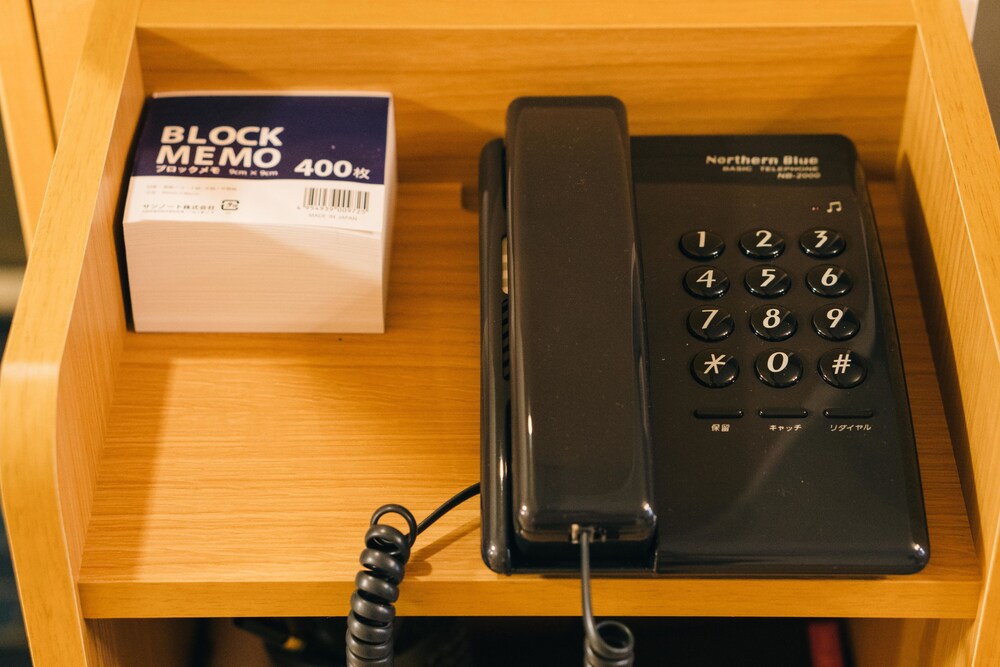 BLOCK
MEMO
ブロックメモ 9cm × 9cm 400枚
MADE IN JAPAN
Northern Blue
BASIC TELEPHONE
NB-2000
1 2 3
4 5 6
7 8 9
* 0 #
保留 キャッチ リダイヤル